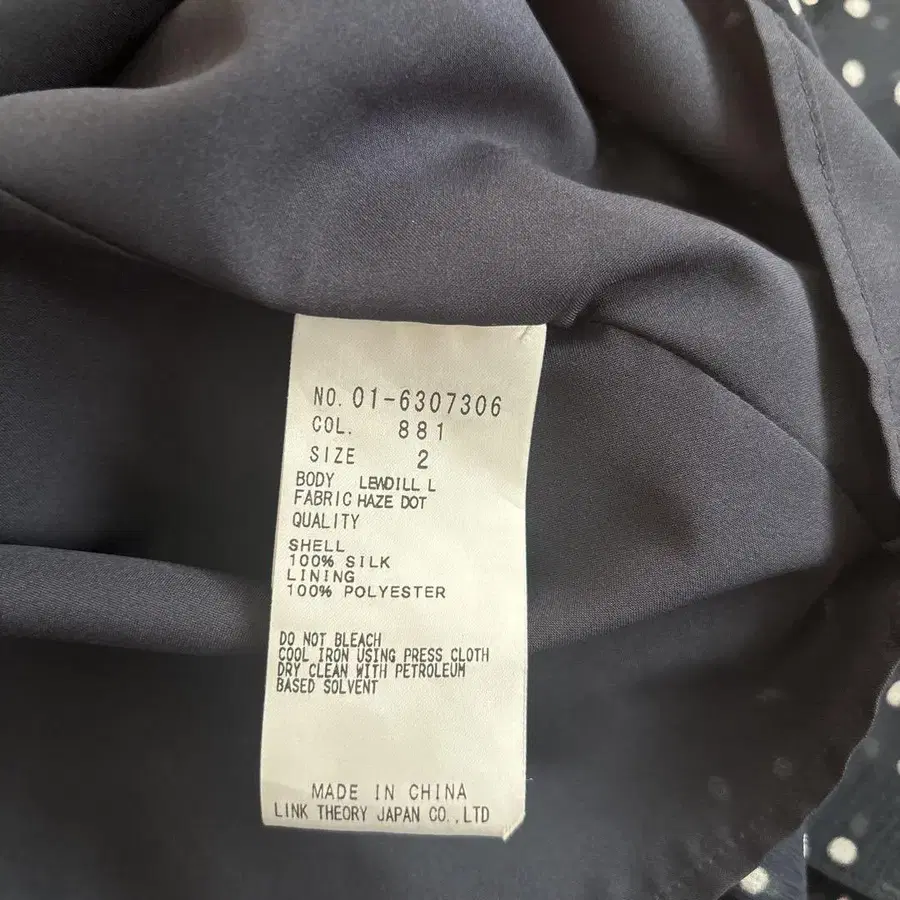 NO. 01-6307306
COL. 881
SIZE 2
BODY LEWDILL L
FABRIC HAZE DOT
QUALITY
SHELL
100% SILK
LINING
100% POLYESTER
DO NOT BLEACH
COOL IRON USING PRESS CLOTH
DRY CLEAN WITH PETROLEUM
BASED SOLVENT
MADE IN CHINA
LINK THEORY JAPAN CO.,LTD